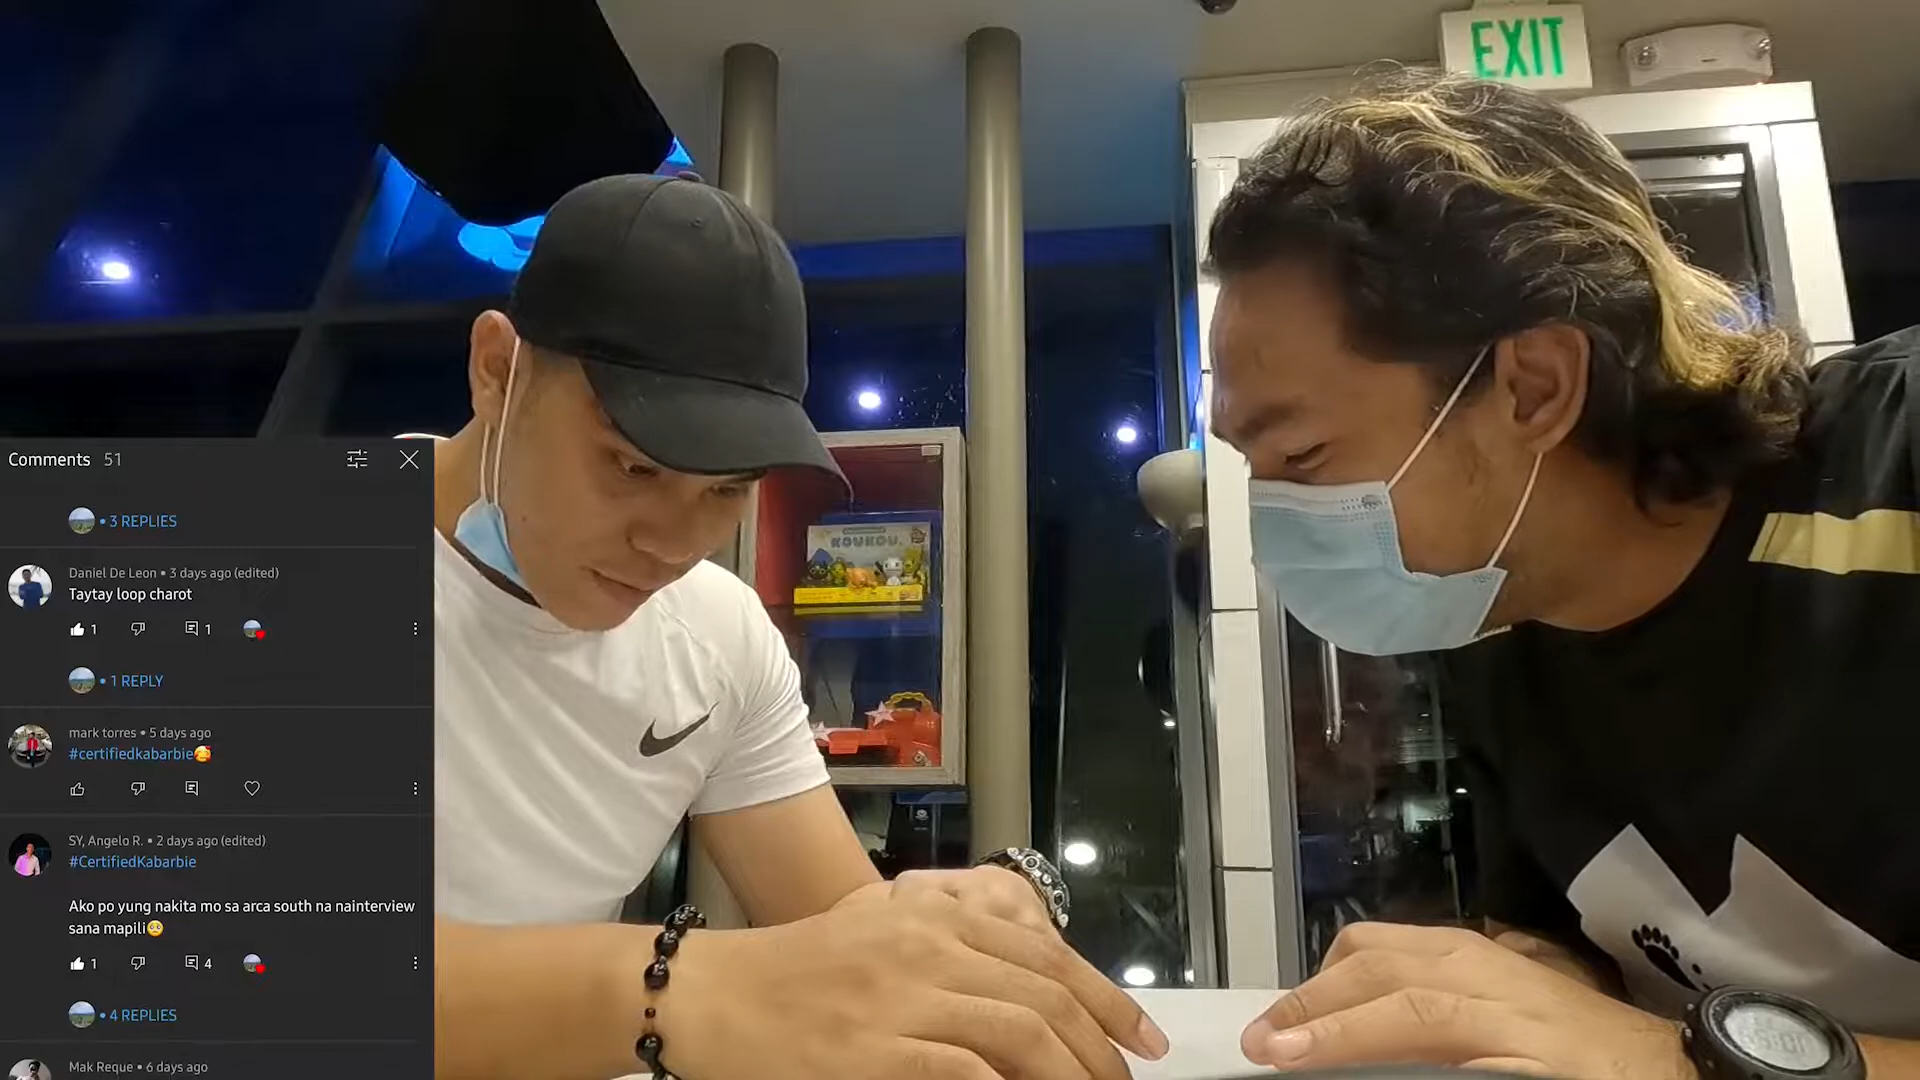 EXIT
KOUKOU.
Comments 51
• 3 REPLIES
Daniel De Leon • 3 days ago (edited)
Taytay loop charot
1
1
• 1 REPLY
mark torres • 5 days ago
#certifiedkabarbie🥰
SY, Angelo R. • 2 days ago (edited)
#CertifiedKabarbie
Ako po yung nakita mo sa arca south na nainterview
sana mapili🥺
1
4
• 4 REPLIES
Mak Reque • 6 days ago